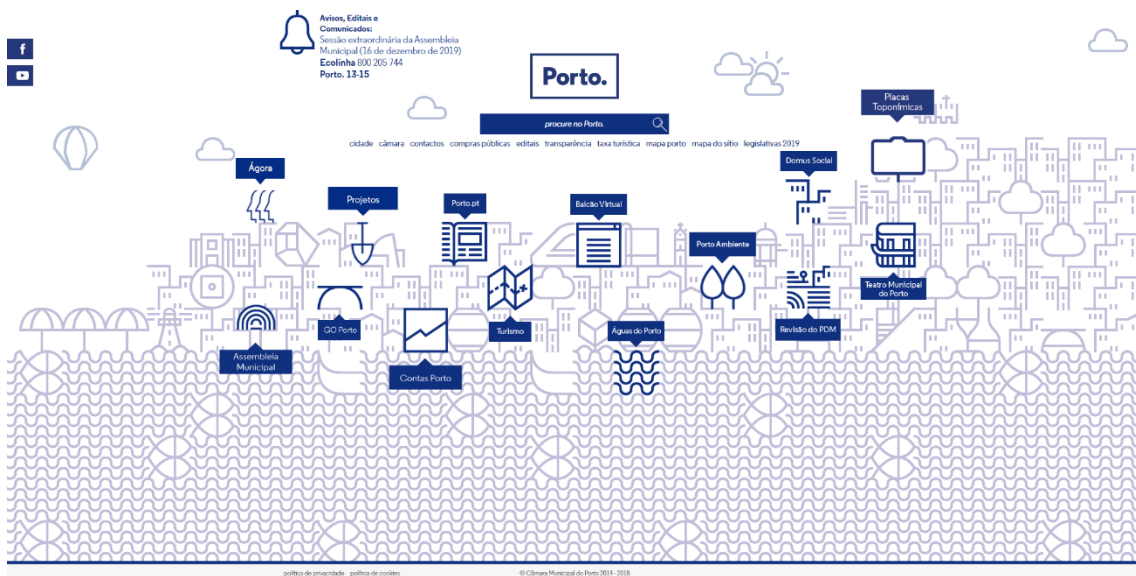 Avisos, Editais e
Comunicados:
Sessão extraordinária da Assembleia
Municipal (16 de dezembro de 2019)
Ecolinha 800 205 744
Porto. 13-15
f
Porto.
procure no Porto.
cidade câmara contactos compras públicas editais transparência taxa turística mapa porto mapa do sítio legislativas 2019
Placas
Toponímicas
Ágora
Domus Social
Projetos
Porto.pt
Balcão Virtual
Porto Ambiente
Teatro Municipal
do Porto
GO Porto
Turismo
Águas do Porto
Revisão do PDM
Assembleia
Municipal
Contas Porto
política de privacidade política de cookies
© Câmara Municipal do Porto 2014-2018